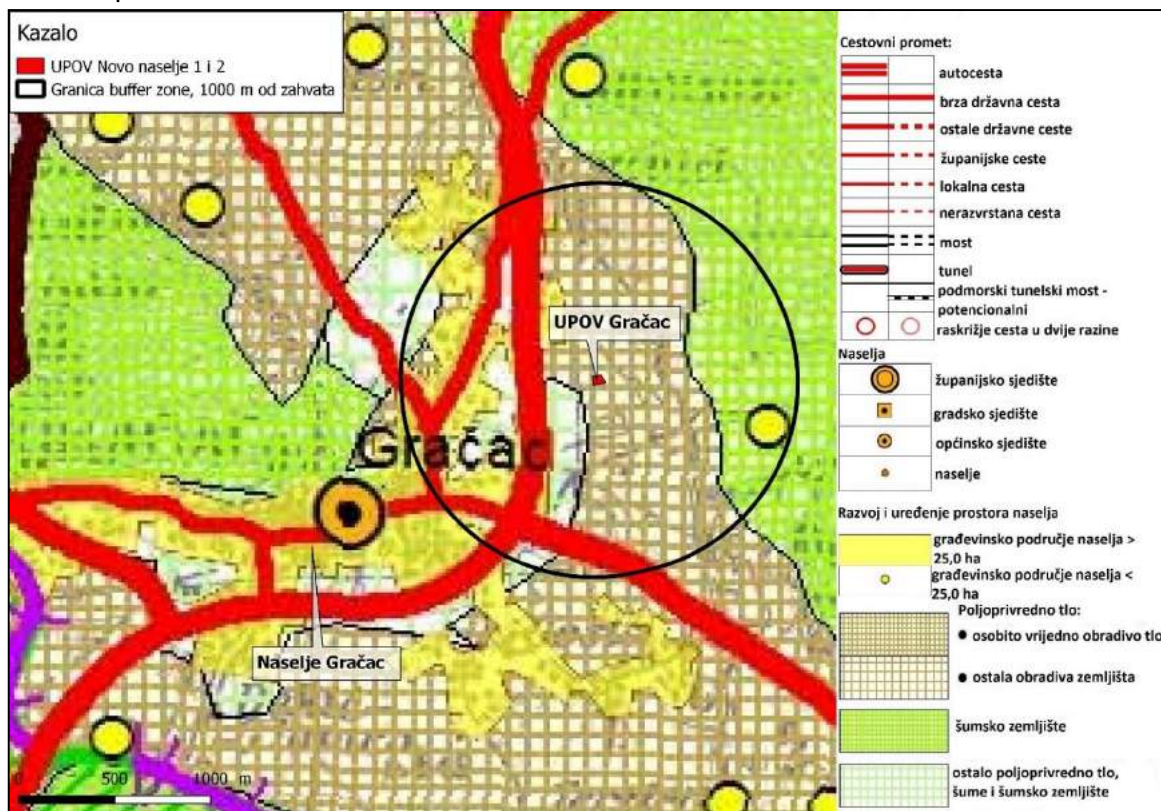 Kazalo
UPOV Novo naselje 1 i 2
Granica buffer zone, 1000 m od zahvata
UPOV Gračac
Gračac
Naselje Gračac
0 500 1000 m
Cestovni promet:
autocesta
brza državna cesta
ostale državne ceste
županijske ceste
lokalna cesta
nerazvrstana cesta
most
tunel
podmorski tunelski most -
potencionalni
raskrižje cesta u dvije razine
Naselja
županijsko sjedište
gradsko sjedište
općinsko sjedište
naselje
Razvoj i uređenje prostora naselja
građevinsko područje naselja >
25,0 ha
građevinsko područje naselja <
25,0 ha
Poljoprivredno tlo:
• osobito vrijedno obradivo tlo
• ostala obradiva zemljišta
šumsko zemljište
ostalo poljoprivredno tlo,
šume i šumsko zemljište